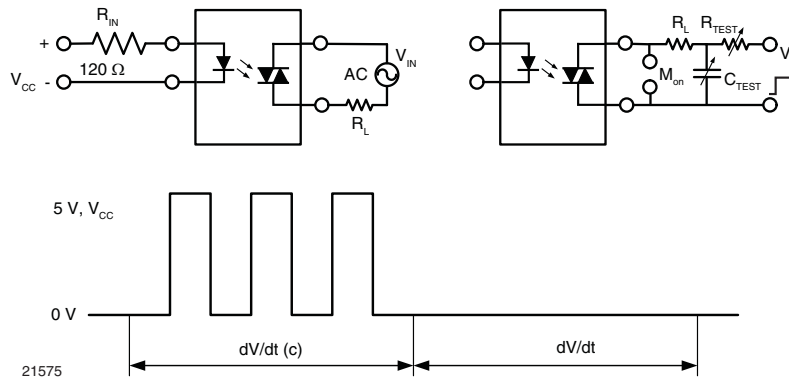 R_IN
+
V_CC
-
120 Ω
V_IN
AC
R_L
R_L
R_TEST
V
M_on
C_TEST
5 V, V_CC
0 V
dV/dt (c)
dV/dt
21575